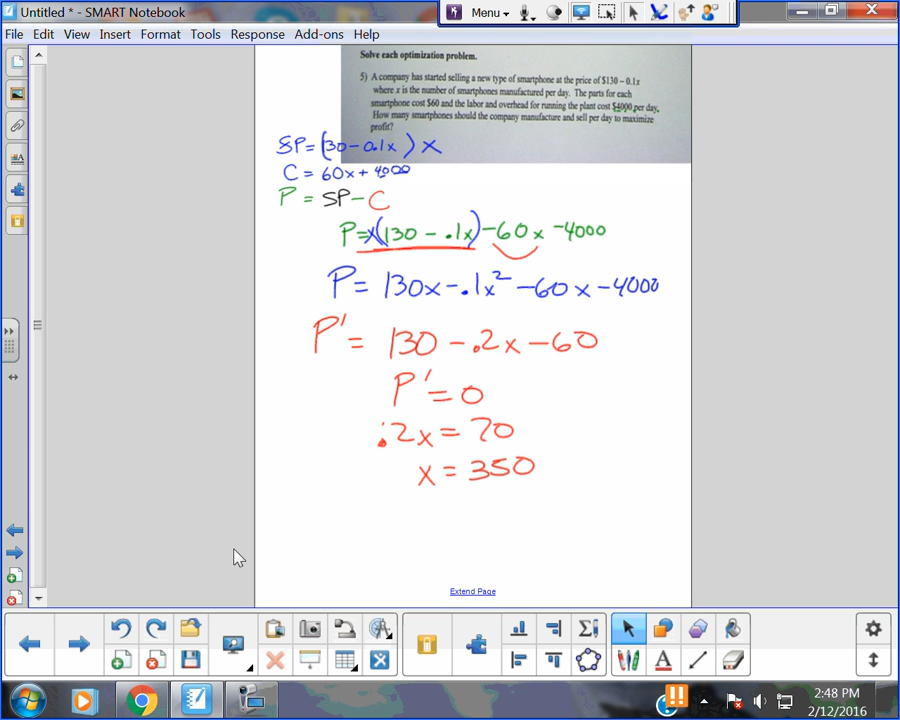 Untitled * - SMART Notebook
Menu
File Edit View Insert Format Tools Response Add-ons Help
Solve each optimization problem.
5) A company has started selling a new type of smartphone at the price of $130 – 0.1x
where x is the number of smartphones manufactured per day. The parts for each
smartphone cost $60 and the labor and overhead for running the plant cost $4000 per day.
How many smartphones should the company manufacture and sell per day to maximize
profit?
SP = (130 - 0.1x) x
C = 60x + 4000
P = SP - C
P = x(130 - .1x) - 60x - 4000
P = 130x - .1x² - 60x - 4000
P' = 130 - .2x - 60
P' = 0
.2x = 70
x = 350
Extend Page
2:48 PM
2/12/2016